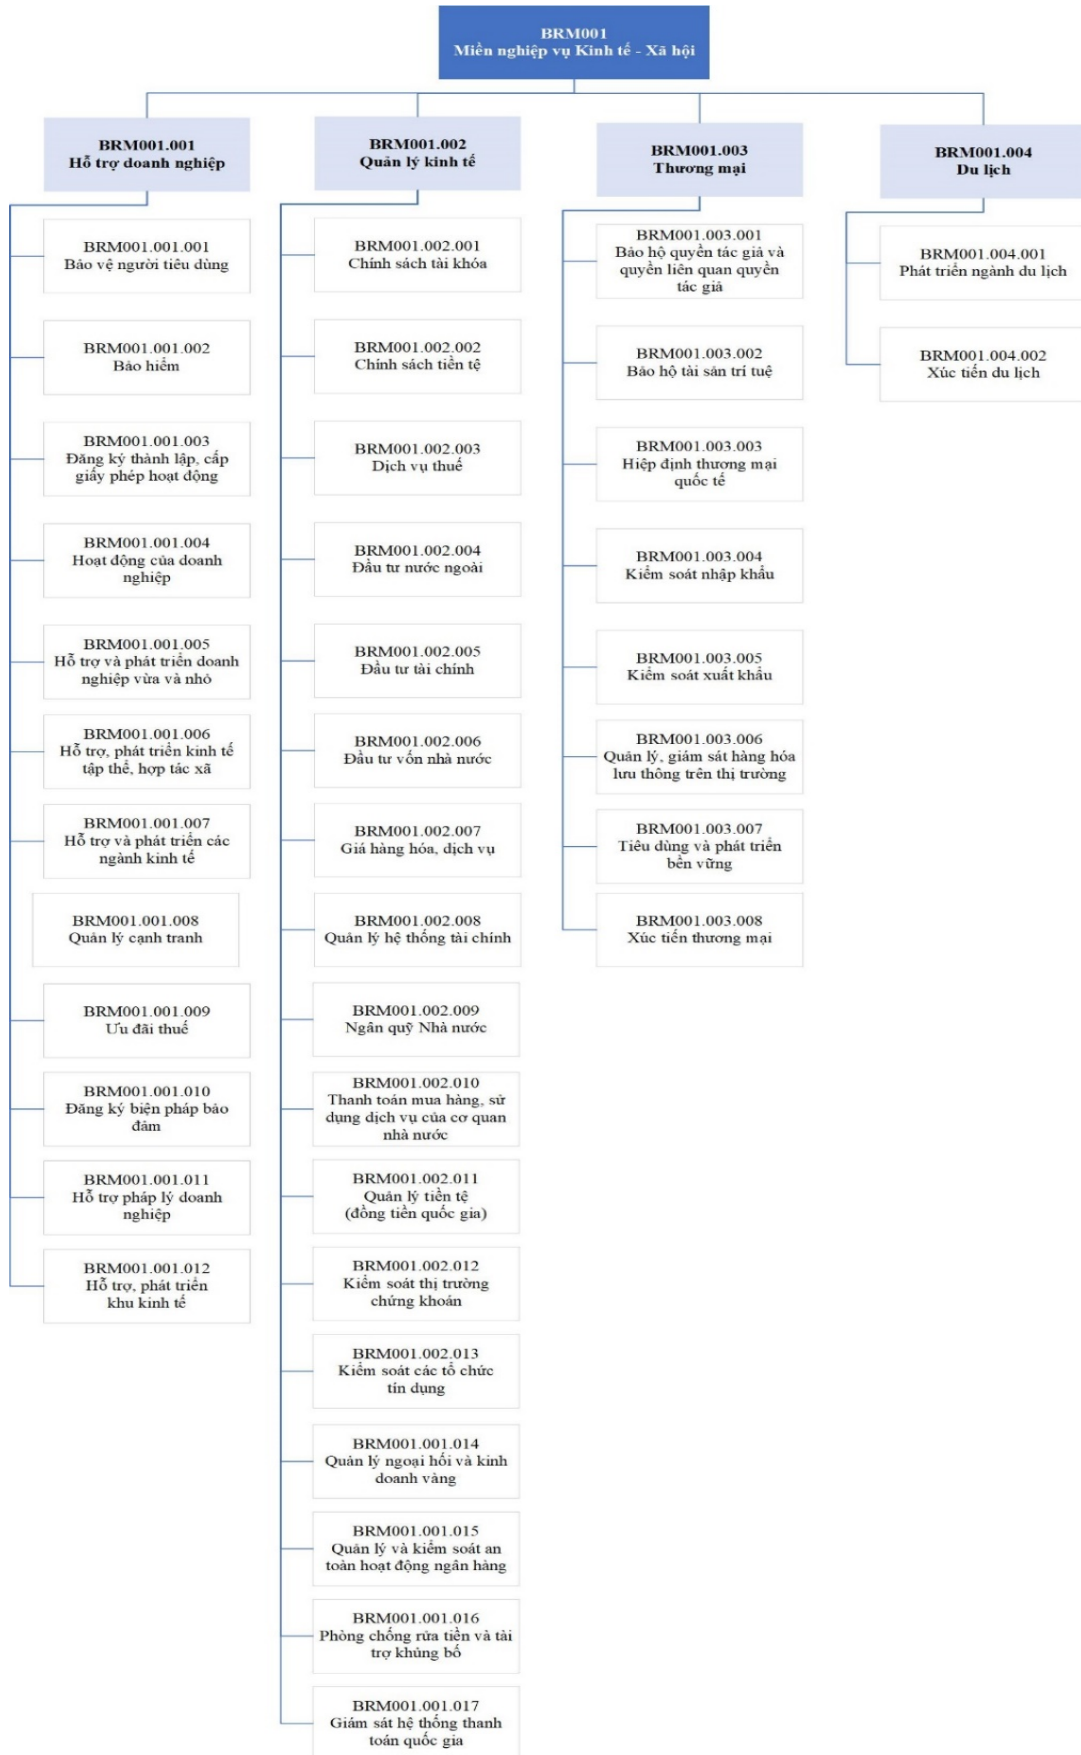 BRM001
Miền nghiệp vụ Kinh tế - Xã hội
BRM001.001
Hỗ trợ doanh nghiệp
BRM001.001.001
Bảo vệ người tiêu dùng
BRM001.001.002
Bảo hiểm
BRM001.001.003
Đăng ký thành lập, cấp
giấy phép hoạt động
BRM001.001.004
Hoạt động của doanh
nghiệp
BRM001.001.005
Hỗ trợ và phát triển doanh
nghiệp vừa và nhỏ
BRM001.001.006
Hỗ trợ, phát triển kinh tế
tập thể, hợp tác xã
BRM001.001.007
Hỗ trợ và phát triển các
ngành kinh tế
BRM001.001.008
Quản lý cạnh tranh
BRM001.001.009
Ưu đãi thuế
BRM001.001.010
Đăng ký biện pháp bảo
đảm
BRM001.001.011
Hỗ trợ pháp lý doanh
nghiệp
BRM001.001.012
Hỗ trợ, phát triển
khu kinh tế
BRM001.002
Quản lý kinh tế
BRM001.002.001
Chính sách tài khóa
BRM001.002.002
Chính sách tiền tệ
BRM001.002.003
Dịch vụ thuế
BRM001.002.004
Đầu tư nước ngoài
BRM001.002.005
Đầu tư tài chính
BRM001.002.006
Đầu tư vốn nhà nước
BRM001.002.007
Giá hàng hóa, dịch vụ
BRM001.002.008
Quản lý hệ thống tài chính
BRM001.002.009
Ngân quỹ Nhà nước
BRM001.002.010
Thanh toán mua hàng, sử
dụng dịch vụ của cơ quan
nhà nước
BRM001.002.011
Quản lý tiền tệ
(đồng tiền quốc gia)
BRM001.002.012
Kiểm soát thị trường
chứng khoán
BRM001.002.013
Kiểm soát các tổ chức
tín dụng
BRM001.001.014
Quản lý ngoại hối và kinh
doanh vàng
BRM001.001.015
Quản lý và kiểm soát an
toàn hoạt động ngân hàng
BRM001.001.016
Phòng chống rửa tiền và tài
trợ khủng bố
BRM001.001.017
Giám sát hệ thống thanh
toán quốc gia
BRM001.003
Thương mại
BRM001.003.001
Bảo hộ quyền tác giả và
quyền liên quan quyền
tác giả
BRM001.003.002
Bảo hộ tài sản trí tuệ
BRM001.003.003
Hiệp định thương mại
quốc tế
BRM001.003.004
Kiểm soát nhập khẩu
BRM001.003.005
Kiểm soát xuất khẩu
BRM001.003.006
Quản lý, giám sát hàng hóa
lưu thông trên thị trường
BRM001.003.007
Tiêu dùng và phát triển
bền vững
BRM001.003.008
Xúc tiến thương mại
BRM001.004
Du lịch
BRM001.004.001
Phát triển ngành du lịch
BRM001.004.002
Xúc tiến du lịch